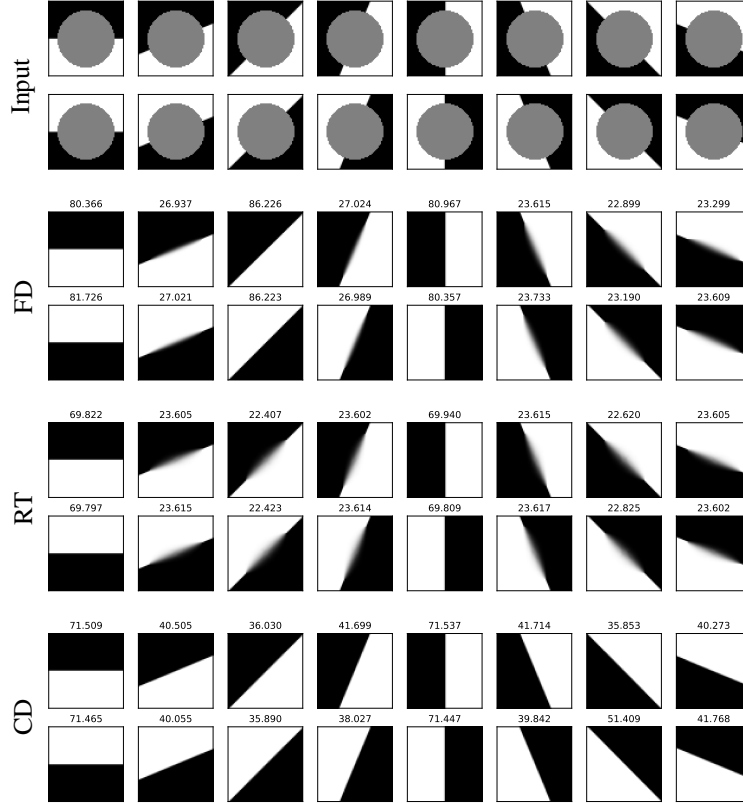 Input
80.366 26.937 86.226 27.024 80.967 23.615 22.899 23.299
FD
81.726 27.021 86.223 26.989 80.357 23.733 23.190 23.609
69.822 23.605 22.407 23.602 69.940 23.615 22.620 23.605
RT
69.797 23.615 22.423 23.614 69.809 23.617 22.825 23.602
71.509 40.505 36.030 41.699 71.537 41.714 35.853 40.273
CD
71.465 40.055 35.890 38.027 71.447 39.842 51.409 41.768